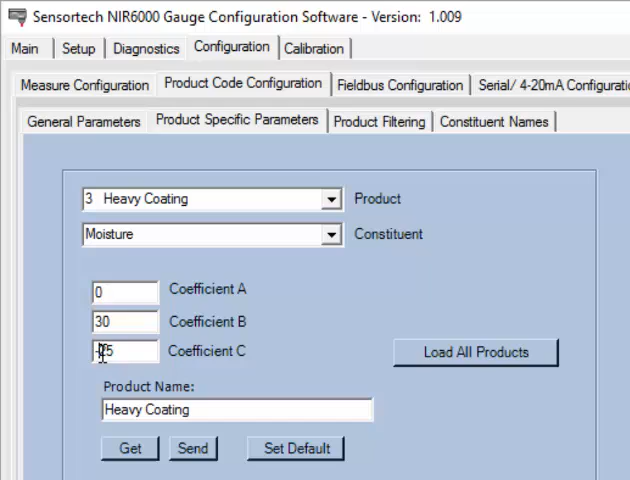 Sensortech NIR6000 Gauge Configuration Software - Version: 1.009
Main Setup Diagnostics Configuration Calibration
Measure Configuration Product Code Configuration Fieldbus Configuration Serial/ 4-20mA Configuratio
General Parameters Product Specific Parameters Product Filtering Constituent Names
3 Heavy Coating Product
Moisture Constituent
0 Coefficient A
30 Coefficient B
Coefficient C Load All Products
Product Name:
Heavy Coating
Get Send Set Default